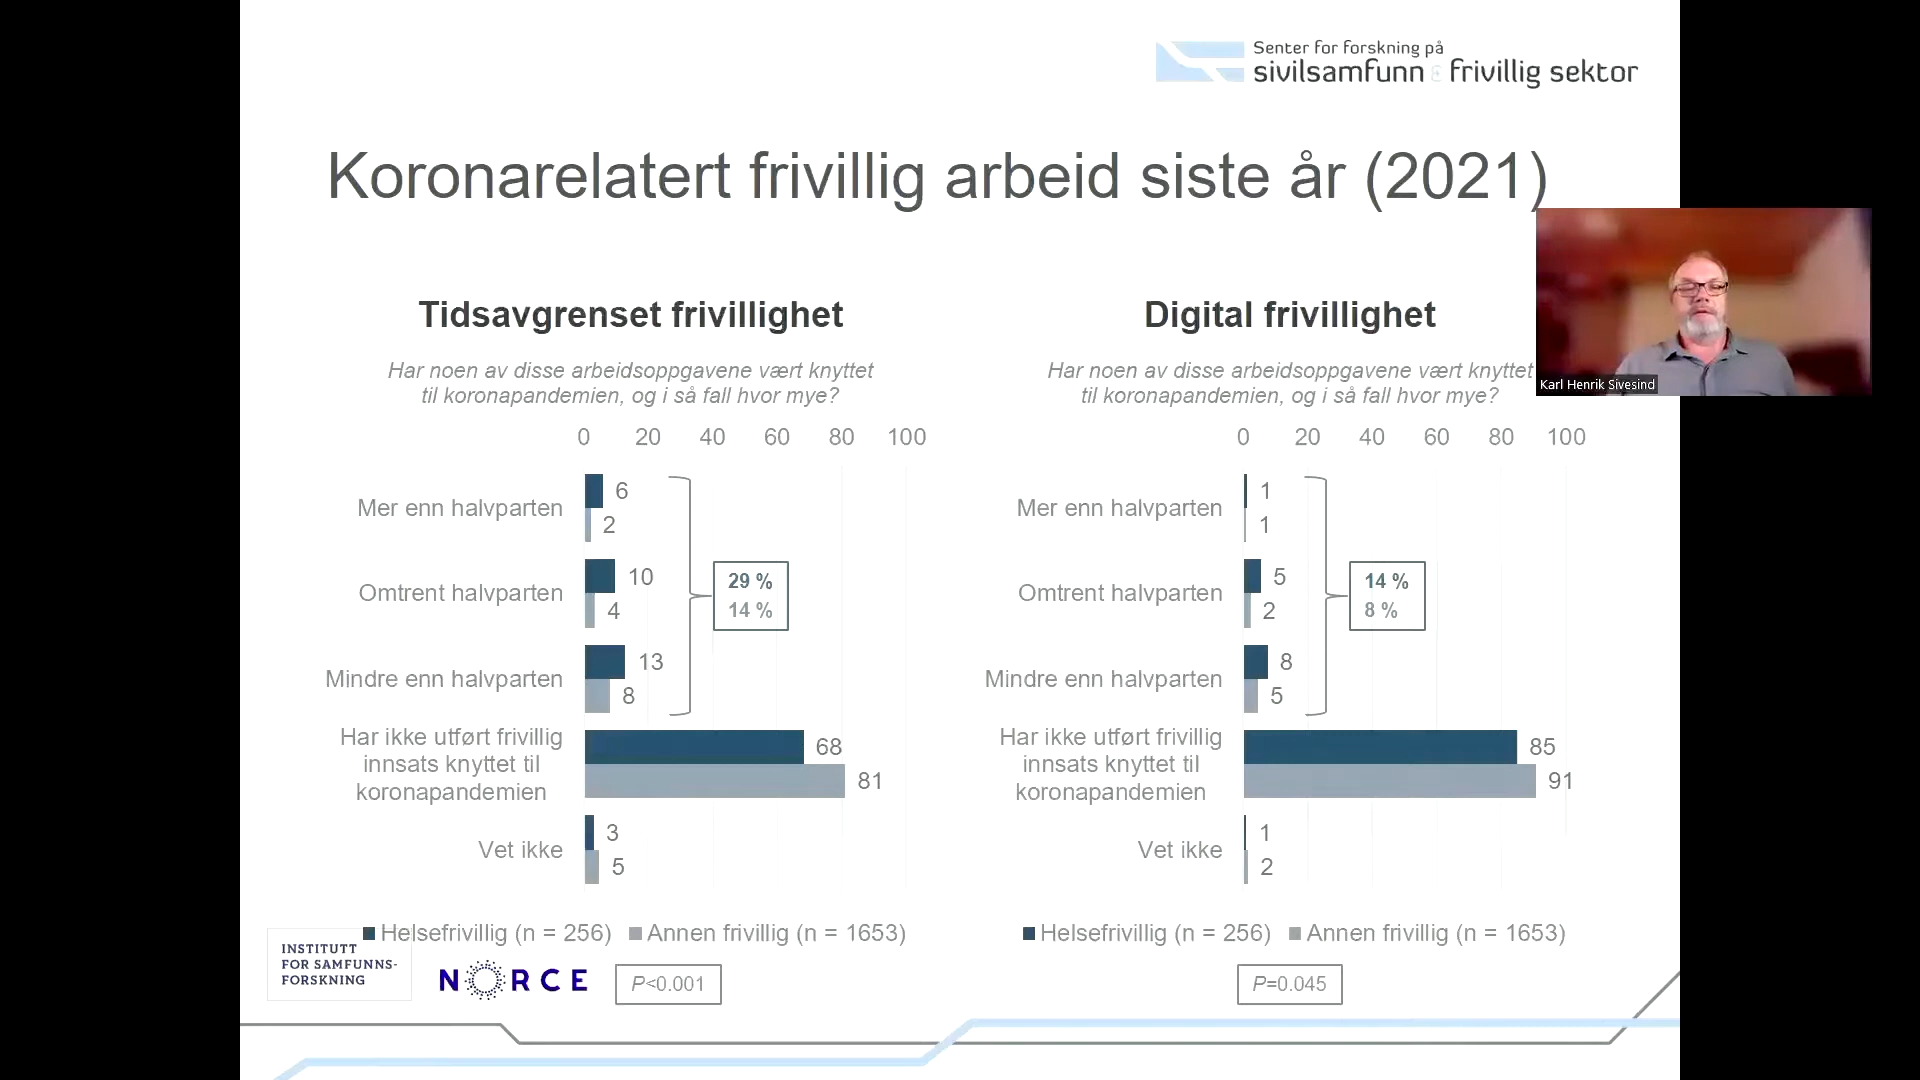 Senter for forskning på
sivilsamfunn & frivillig sektor
Koronarelatert frivillig arbeid siste år (2021)
Tidsavgrenset frivillighet
Har noen av disse arbeidsoppgavene vært knyttet
til koronapandemien, og i så fall hvor mye?
0 20 40 60 80 100
Mer enn halvparten
6
2
Omtrent halvparten
10
4
29 %
14 %
Mindre enn halvparten
13
8
Har ikke utført frivillig
innsats knyttet til
koronapandemien
68
81
Vet ikke
3
5
Helsefrivillig (n = 256) Annen frivillig (n = 1653)
P<0.001
Digital frivillighet
Har noen av disse arbeidsoppgavene vært knyttet
til koronapandemien, og i så fall hvor mye?
0 20 40 60 80 100
Mer enn halvparten
1
1
Omtrent halvparten
5
2
14 %
8 %
Mindre enn halvparten
8
5
Har ikke utført frivillig
innsats knyttet til
koronapandemien
85
91
Vet ikke
1
2
Helsefrivillig (n = 256) Annen frivillig (n = 1653)
P=0.045
Karl Henrik Sivesind
INSTITUTT
FOR SAMFUNNS-
FORSKNING
NORCE